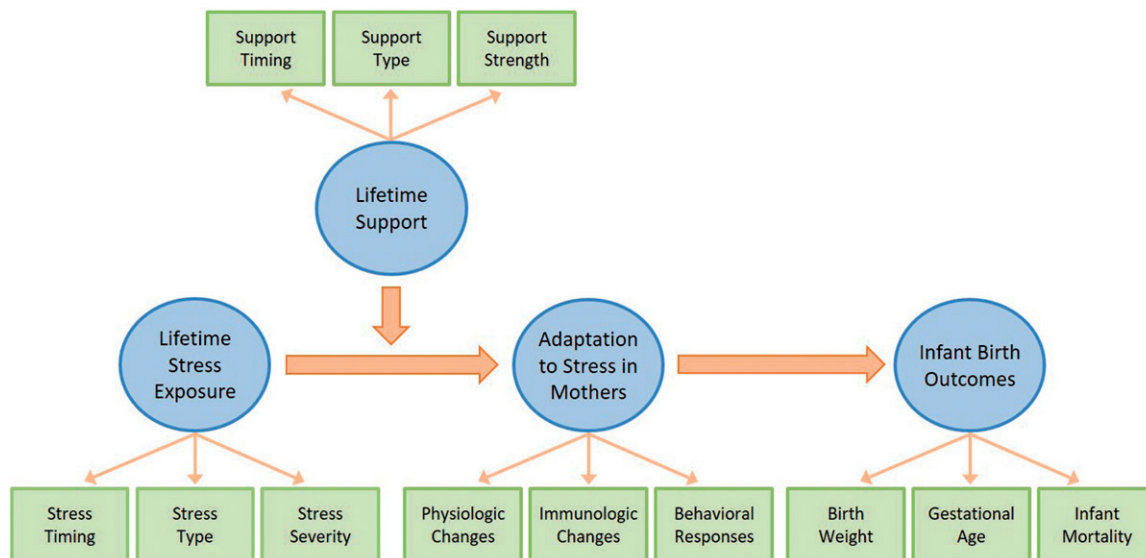 Support
Timing
Support
Type
Support
Strength
Lifetime
Support
Lifetime
Stress
Exposure
Adaptation
to Stress in
Mothers
Infant Birth
Outcomes
Stress
Timing
Stress
Type
Stress
Severity
Physiologic
Changes
Immunologic
Changes
Behavioral
Responses
Birth
Weight
Gestational
Age
Infant
Mortality